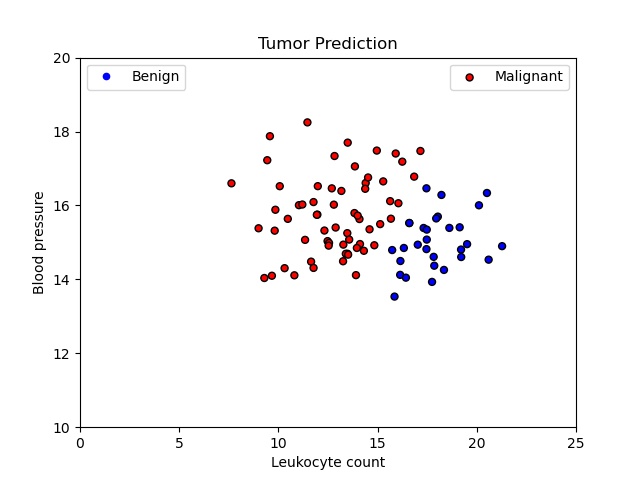 Tumor Prediction
Benign
Malignant
Blood pressure
20
18
16
14
12
10
0 5 10 15 20 25
Leukocyte count